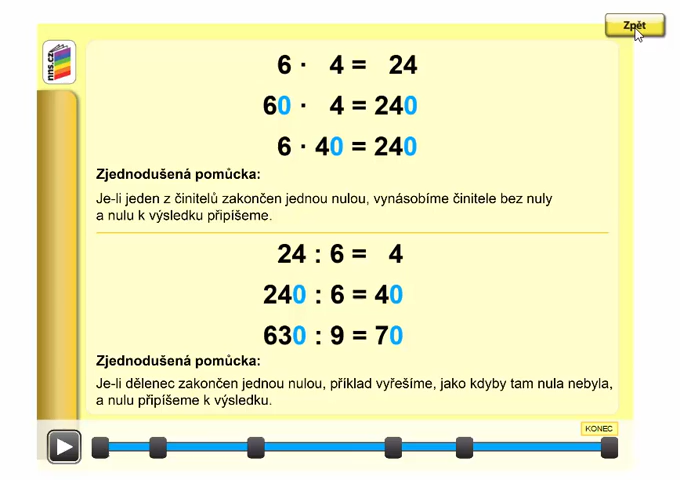 Zpět
nns.cz
6 · 4 = 24
60 · 4 = 240
6 · 40 = 240
Zjednodušená pomůcka:
Je-li jeden z činitelů zakončen jednou nulou, vynásobíme činitele bez nuly
a nulu k výsledku připíšeme.
24 : 6 = 4
240 : 6 = 40
630 : 9 = 70
Zjednodušená pomůcka:
Je-li dělenec zakončen jednou nulou, příklad vyřešíme, jako kdyby tam nula nebyla,
a nulu připíšeme k výsledku.
KONEC